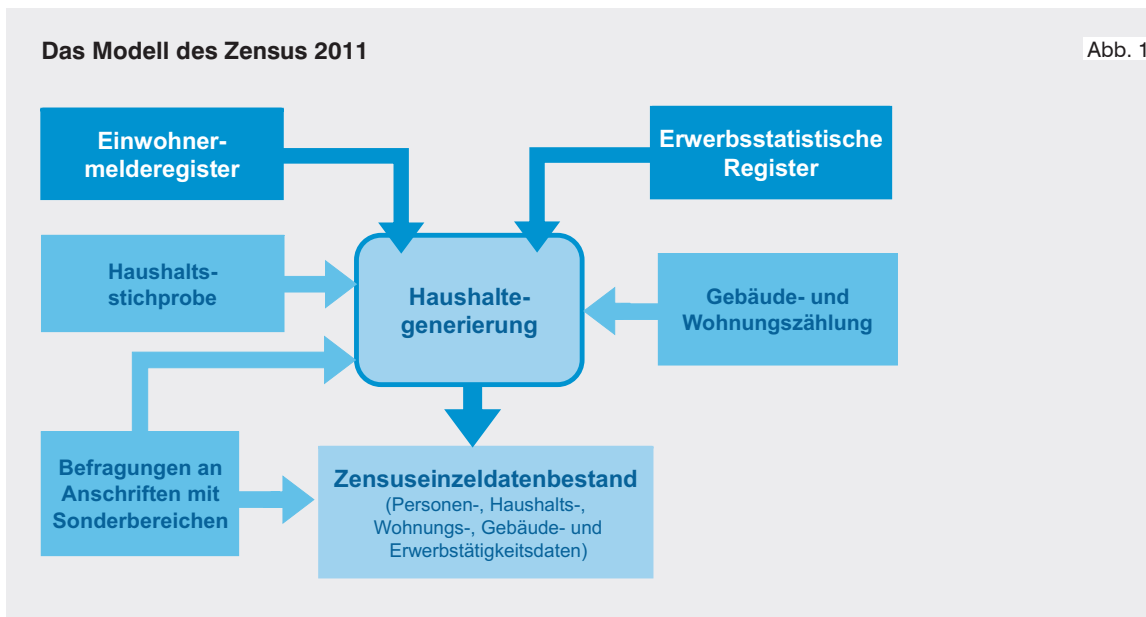 Das Modell des Zensus 2011
Abb. 1
Einwohner-
melderegister
Erwerbsstatistische
Register
Haushalts-
stichprobe
Haushalte-
generierung
Gebäude- und
Wohnungszählung
Befragungen an
Anschriften mit
Sonderbereichen
Zensuseinzeldatenbestand
(Personen-, Haushalts-,
Wohnungs-, Gebäude- und
Erwerbstätigkeitsdaten)